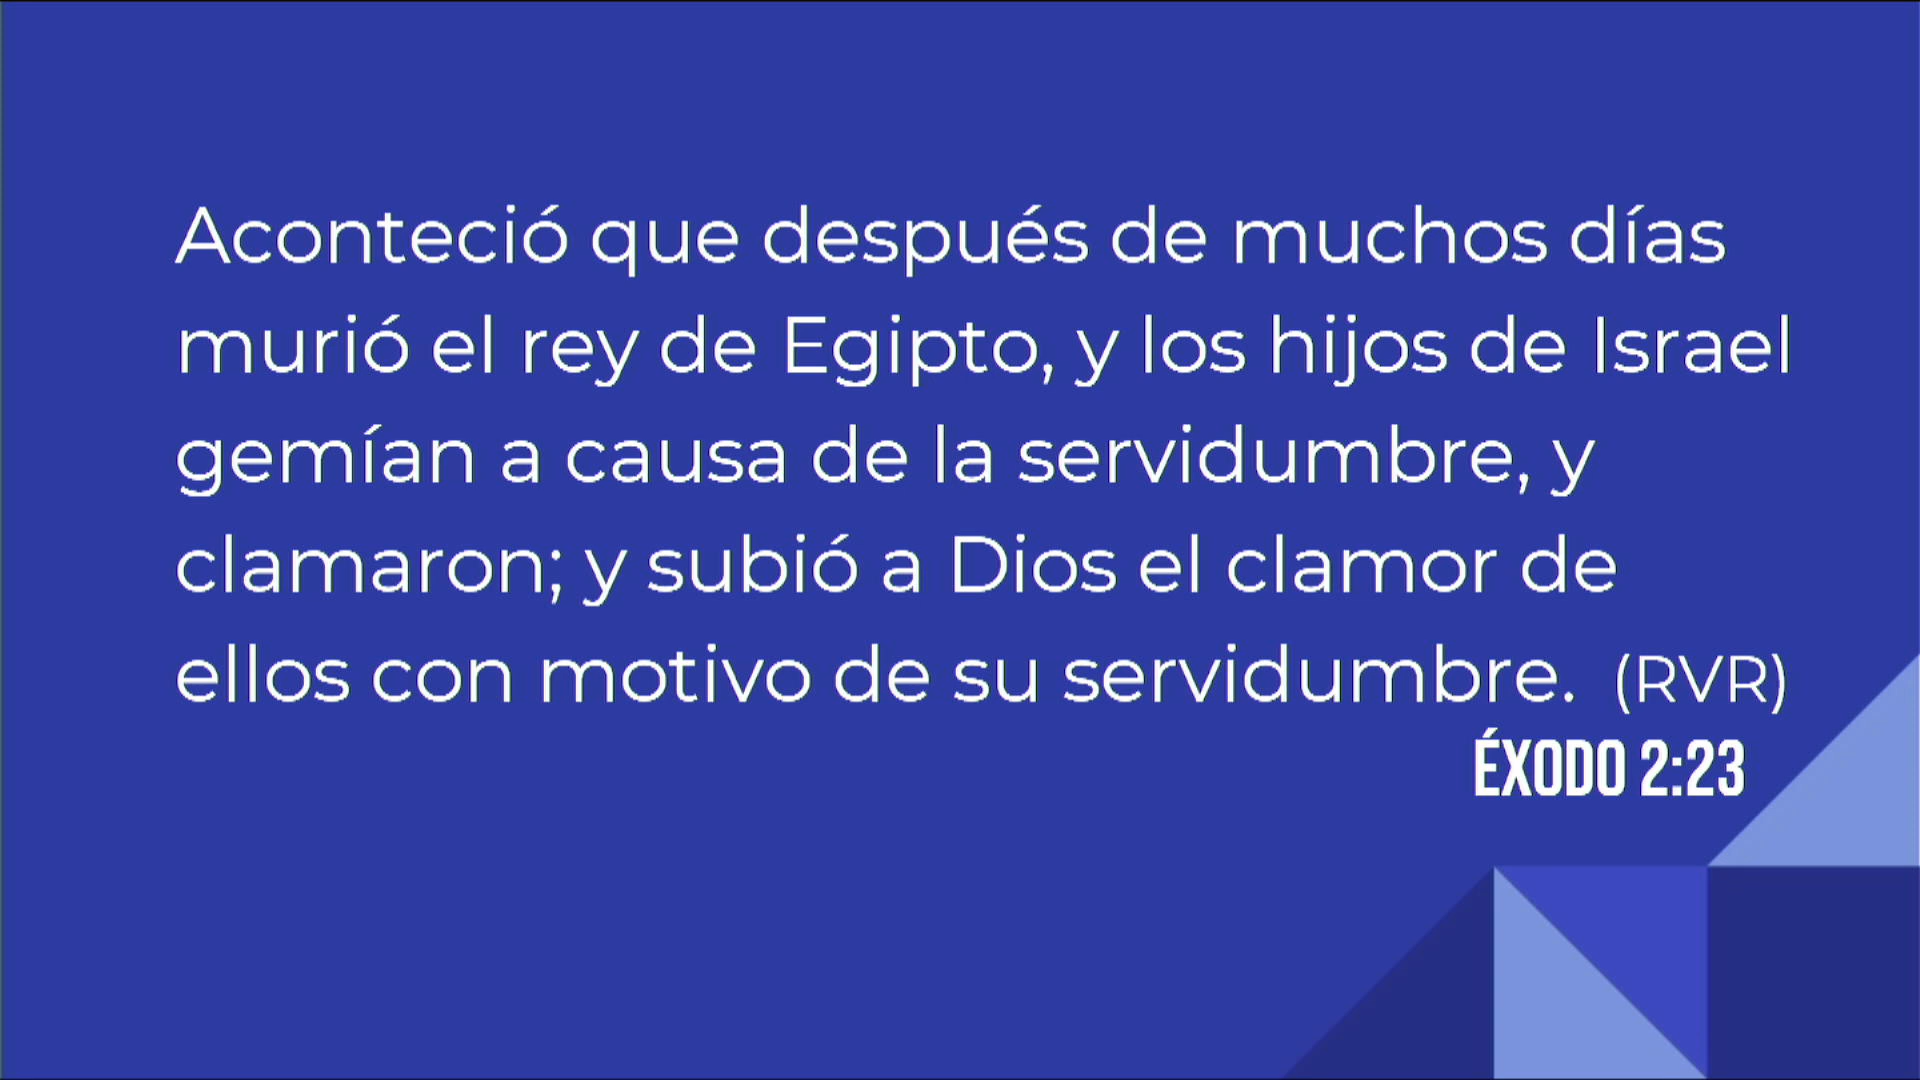 Aconteció que después de muchos días
murió el rey de Egipto, y los hijos de Israel
gemían a causa de la servidumbre, y
clamaron; y subió a Dios el clamor de
ellos con motivo de su servidumbre. (RVR)
ÉXODO 2:23